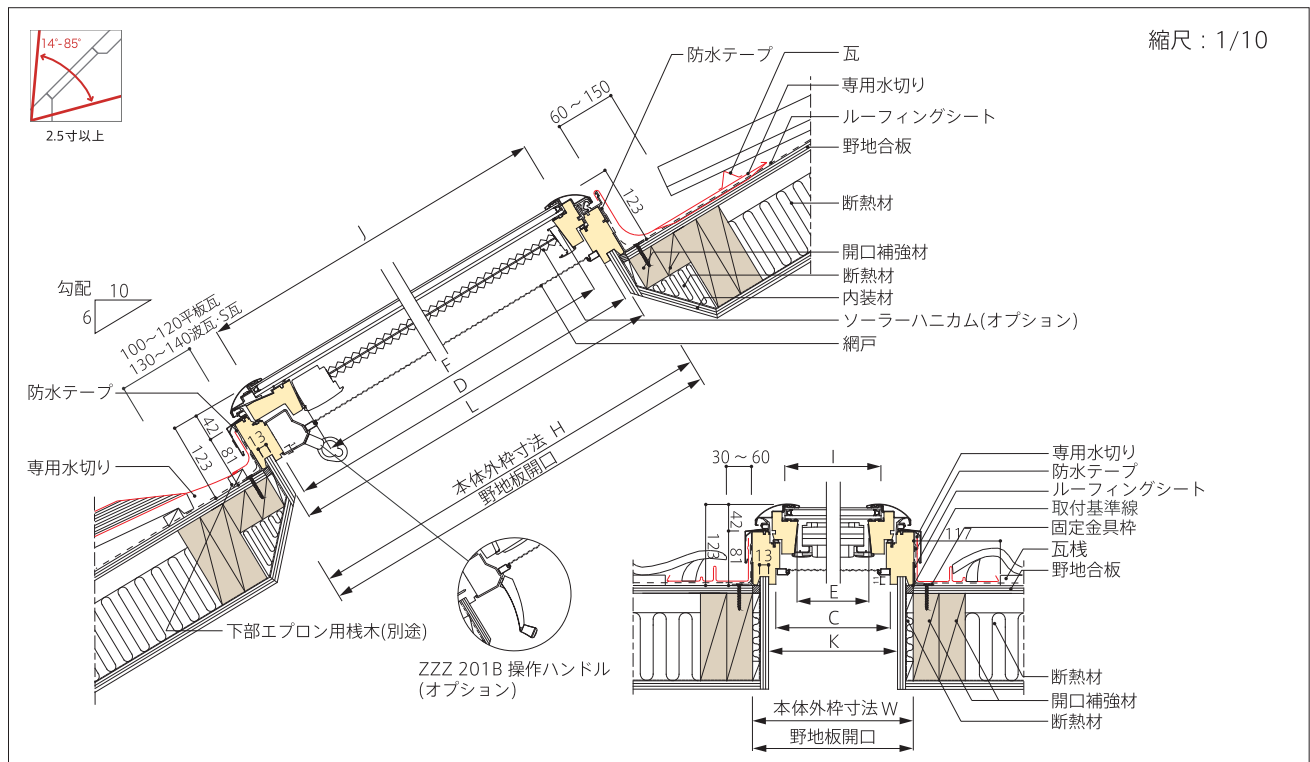 縮尺：1/10
14°-85°
2.5寸以上
防水テープ
瓦
専用水切り
ルーフィングシート
野地合板
断熱材
開口補強材
断熱材
内装材
ソーラーハニカム(オプション)
網戸
60～150
123
J
勾配
10
6
100～120平板瓦
130～140波瓦・S瓦
防水テープ
専用水切り
42
81
123
13
F
D
L
本体外枠寸法 H
野地板開口
下部エプロン用桟木(別途)
ZZZ 201B 操作ハンドル
(オプション)
30～60
I
42
81
123
13
11
11
E
C
K
本体外枠寸法 W
野地板開口
専用水切り
防水テープ
ルーフィングシート
取付基準線
固定金具枠
瓦桟
野地合板
断熱材
開口補強材
断熱材